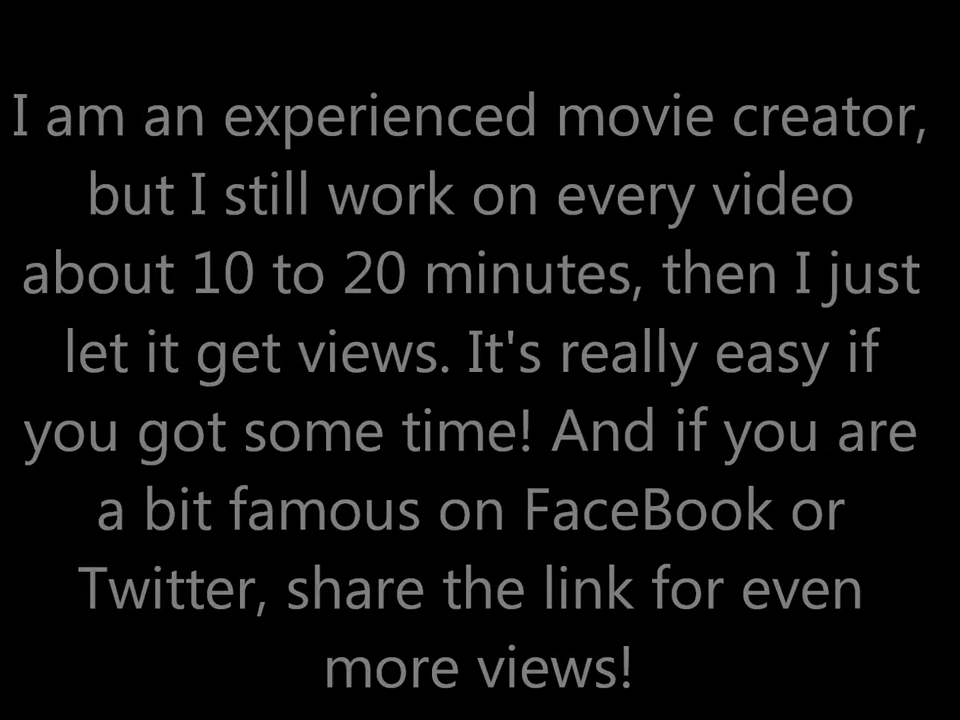 I am an experienced movie creator,
but I still work on every video
about 10 to 20 minutes, then I just
let it get views. It's really easy if
you got some time! And if you are
a bit famous on FaceBook or
Twitter, share the link for even
more views!